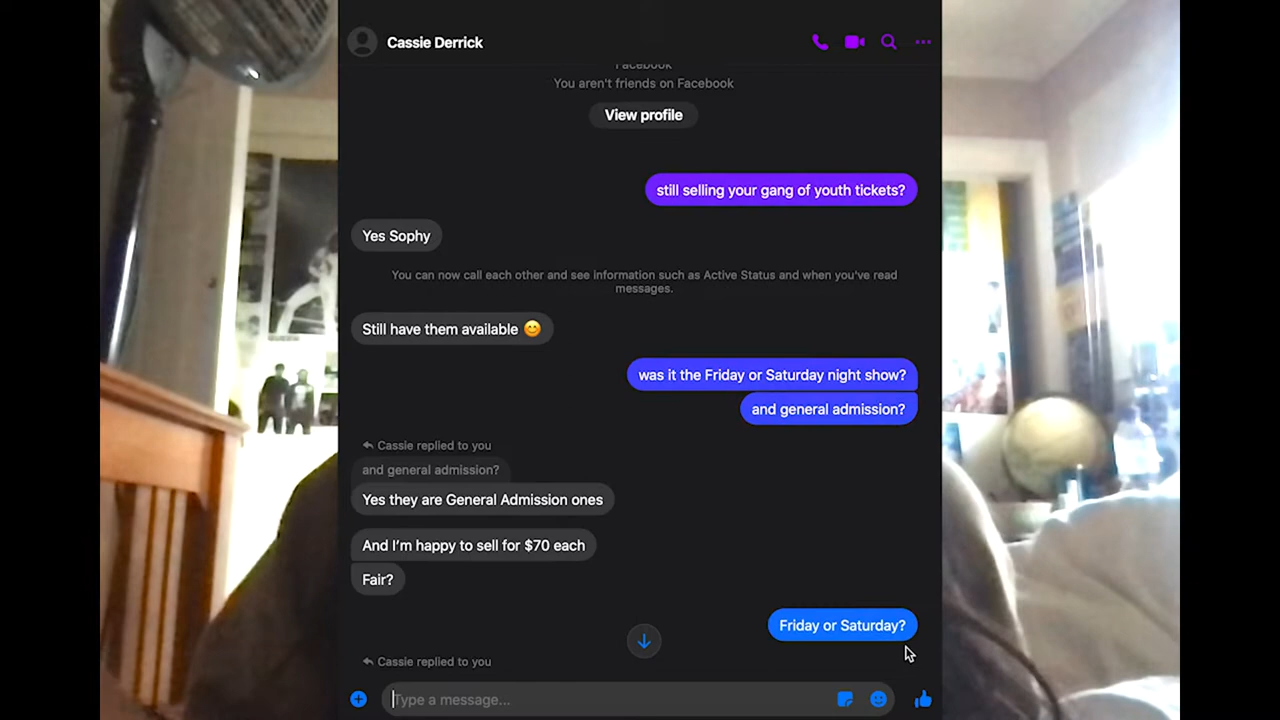 Cassie Derrick
Facebook
You aren't friends on Facebook
View profile
still selling your gang of youth tickets?
Yes Sophy
You can now call each other and see information such as Active Status and when you've read
messages.
Still have them available 😊
was it the Friday or Saturday night show?
and general admission?
Cassie replied to you
and general admission?
Yes they are General Admission ones
And I’m happy to sell for $70 each
Fair?
Friday or Saturday?
Cassie replied to you
Type a message...